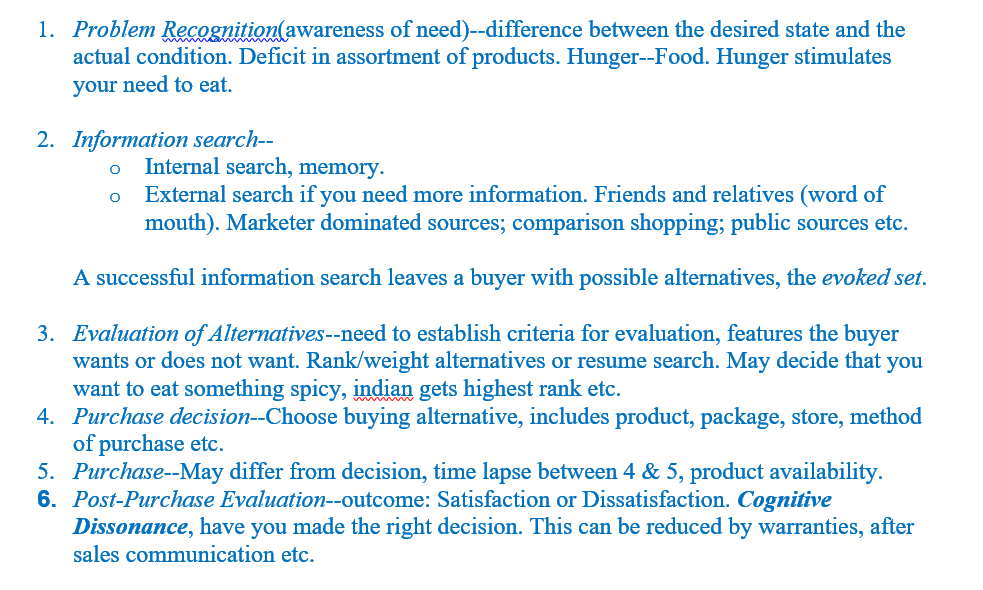 1. Problem Recognition(awareness of need)--difference between the desired state and the
actual condition. Deficit in assortment of products. Hunger--Food. Hunger stimulates
your need to eat.
2. Information search--
o Internal search, memory.
o External search if you need more information. Friends and relatives (word of
mouth). Marketer dominated sources; comparison shopping; public sources etc.
A successful information search leaves a buyer with possible alternatives, the evoked set.
3. Evaluation of Alternatives--need to establish criteria for evaluation, features the buyer
wants or does not want. Rank/weight alternatives or resume search. May decide that you
want to eat something spicy, indian gets highest rank etc.
4. Purchase decision--Choose buying alternative, includes product, package, store, method
of purchase etc.
5. Purchase--May differ from decision, time lapse between 4 & 5, product availability.
6. Post-Purchase Evaluation--outcome: Satisfaction or Dissatisfaction. Cognitive
Dissonance, have you made the right decision. This can be reduced by warranties, after
sales communication etc.